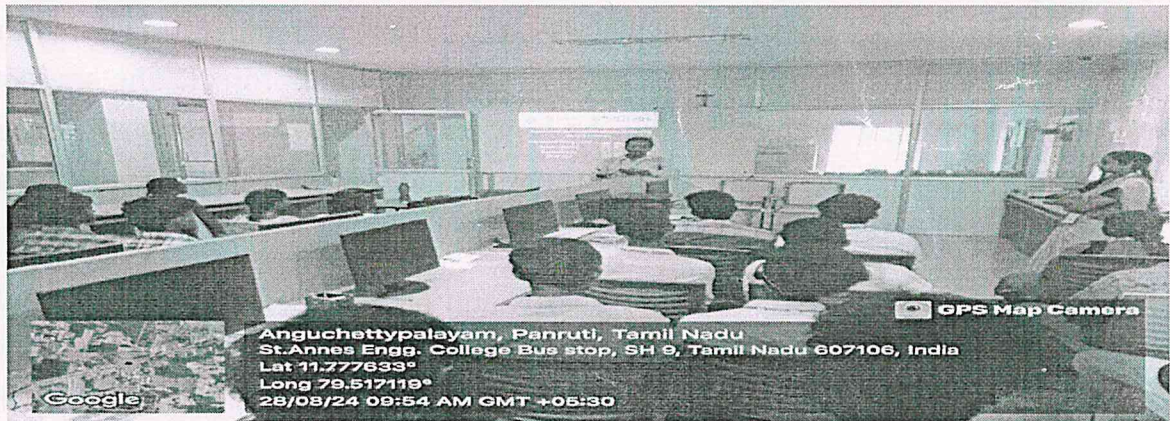 GPS Map Camera
Anguchettypalayam, Panruti, Tamil Nadu
St.Annes Engg. College Bus stop, SH 9, Tamil Nadu 607106, India
Lat 11.777633°
Long 79.517119°
28/08/24 09:54 AM GMT +05:30
Google